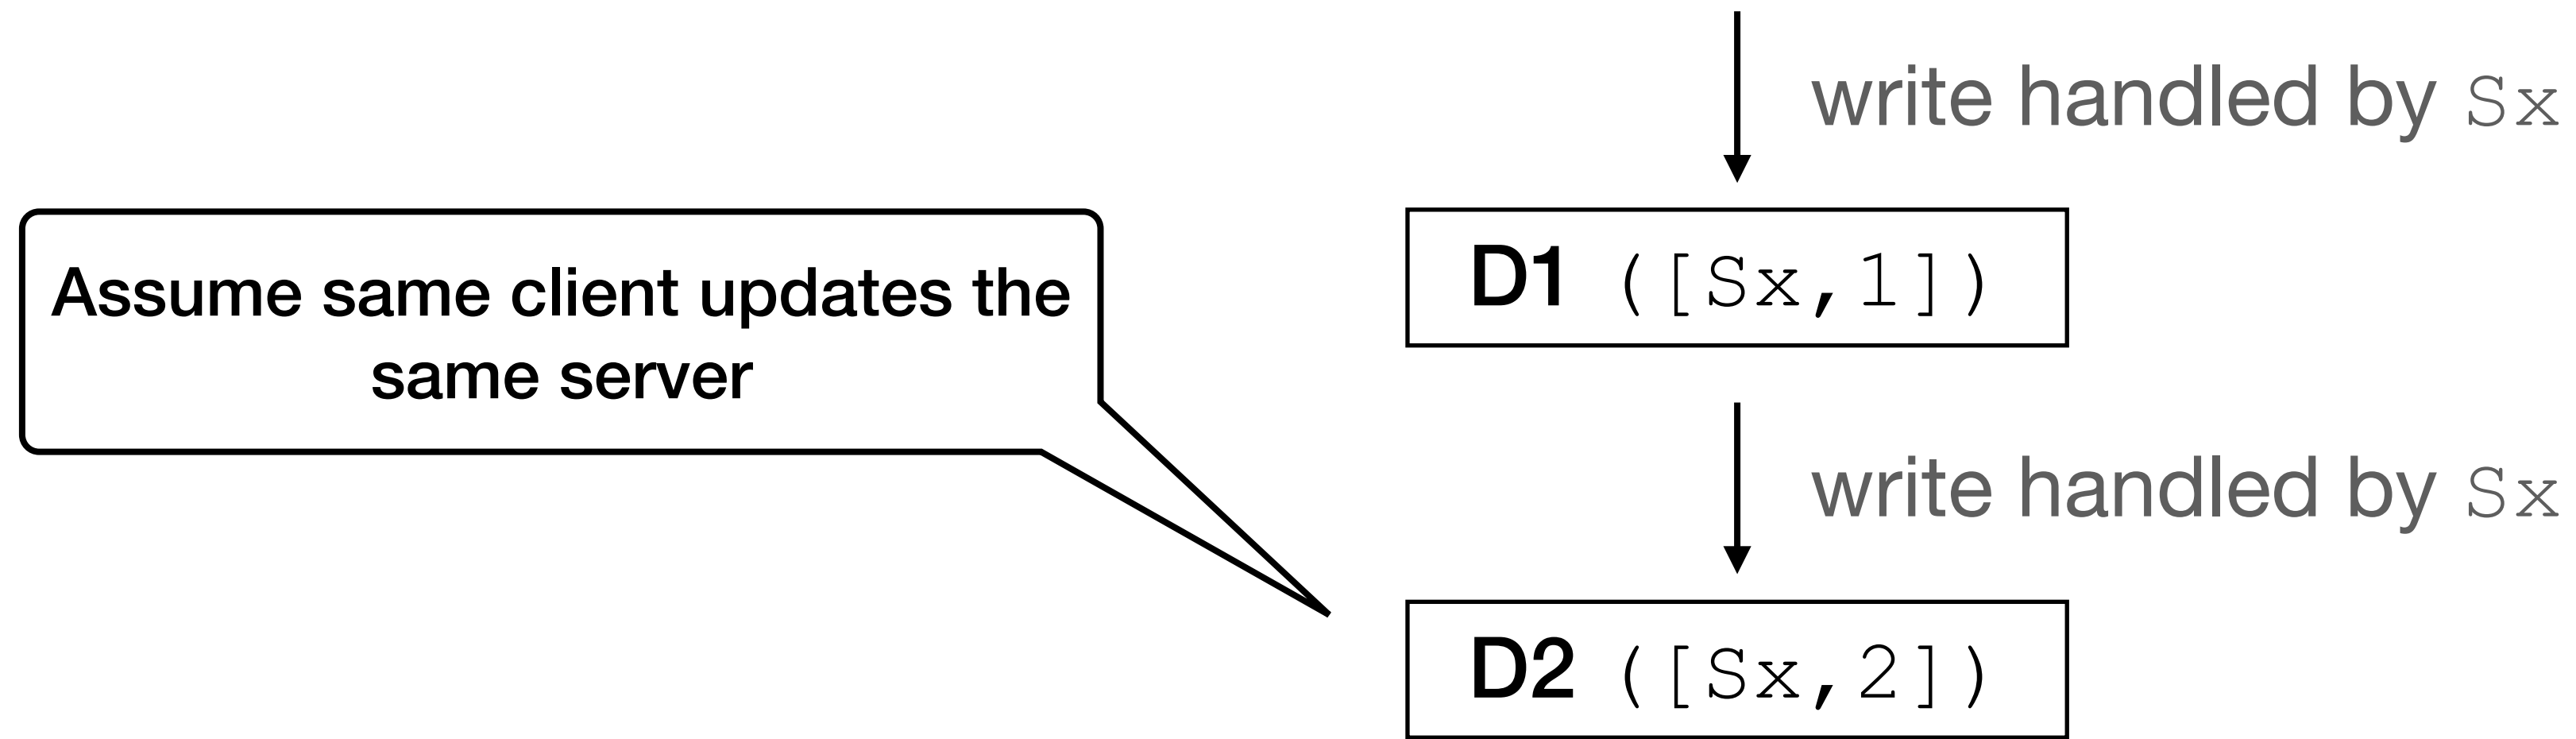 write handled by Sx
D1 ([Sx,1])
Assume same client updates the
same server
write handled by Sx
D2 ([Sx,2])